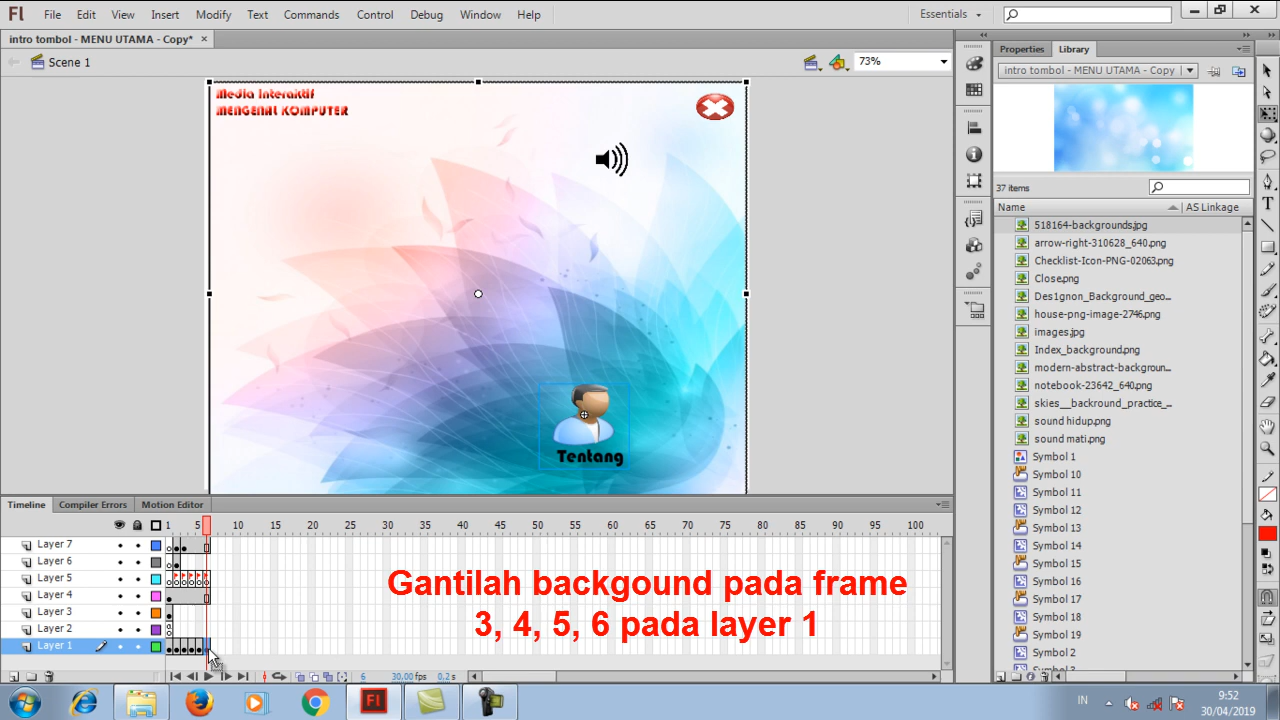 Fl File Edit View Insert Modify Text Commands Control Debug Window Help Essentials
intro tombol - MENU UTAMA - Copy*
Scene 1
73%
Media Interaktif
MENGENAL KOMPUTER
Tentang
Properties Library
intro tombol - MENU UTAMA - Copy
37 items
Name AS Linkage
518164-backgrounds.jpg
arrow-right-310628_640.png
Checklist-Icon-PNG-02063.png
Close.png
Des1gnon_Background_geo...
house-png-image-2746.png
images.jpg
Index_background.png
modern-abstract-backgroun...
notebook-23642_640.png
skies__backround_practice_...
sound hidup.png
sound mati.png
Symbol 1
Symbol 10
Symbol 11
Symbol 12
Symbol 13
Symbol 14
Symbol 15
Symbol 16
Symbol 17
Symbol 18
Symbol 19
Symbol 2
Timeline Compiler Errors Motion Editor
1 5 10 15 20 25 30 35 40 45 50 55 60 65 70 75 80 85 90 95 100
Layer 7
Layer 6
Layer 5
Layer 4
Layer 3
Layer 2
Layer 1
Gantilah backgound pada frame
3, 4, 5, 6 pada layer 1
6 30,00 fps 0,2 s
Fl
IN
9:52
30/04/2019